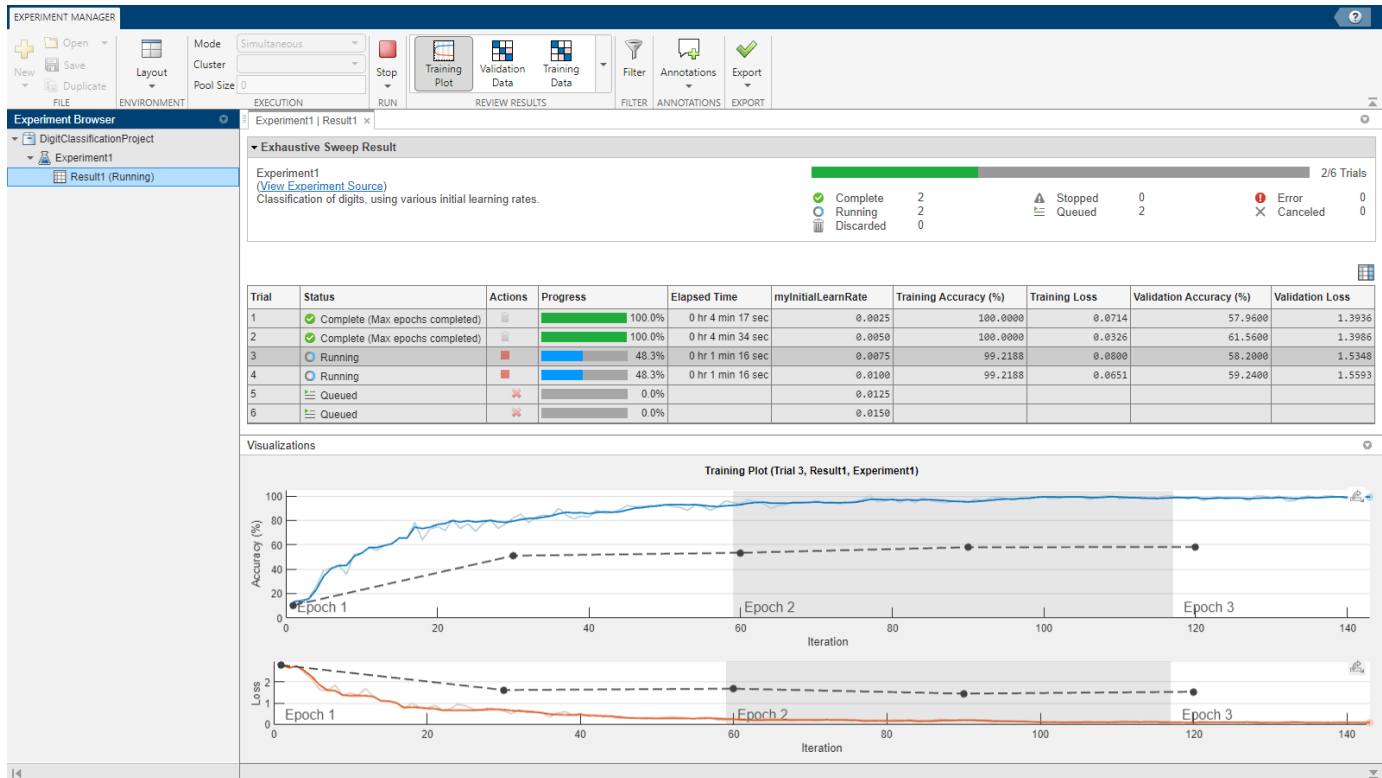 EXPERIMENT MANAGER
?
New
Open
Save
Duplicate
FILE
Layout
ENVIRONMENT
Mode Simultaneous
Cluster
Pool Size 0
EXECUTION
Stop
RUN
Training Plot
Validation Data
Training Data
REVIEW RESULTS
Filter
FILTER
Annotations
ANNOTATIONS
Export
EXPORT
Experiment Browser
DigitClassificationProject
Experiment1
Result1 (Running)
Experiment1 | Result1 ×
Exhaustive Sweep Result
Experiment1
(View Experiment Source)
Classification of digits, using various initial learning rates.
2/6 Trials
Complete 2 Stopped 0 Error 0
Running 2 Queued 2 Canceled 0
Discarded 0
Trial Status Actions Progress Elapsed Time myInitialLearnRate Training Accuracy (%) Training Loss Validation Accuracy (%) Validation Loss
1 Complete (Max epochs completed) 100.0% 0 hr 4 min 17 sec 0.0025 100.0000 0.0714 57.9600 1.3936
2 Complete (Max epochs completed) 100.0% 0 hr 4 min 34 sec 0.0050 100.0000 0.0326 61.5600 1.3986
3 Running 48.3% 0 hr 1 min 16 sec 0.0075 99.2188 0.0800 58.2000 1.5348
4 Running 48.3% 0 hr 1 min 16 sec 0.0100 99.2188 0.0651 59.2400 1.5593
5 Queued 0.0% 0.0125
6 Queued 0.0% 0.0150
Visualizations
Training Plot (Trial 3, Result1, Experiment1)
Accuracy (%)
100
80
60
40
20
0
Epoch 1 Epoch 2 Epoch 3
0 20 40 60 80 100 120 140
Iteration
Loss
2
1
0
Epoch 1 Epoch 2 Epoch 3
0 20 40 60 80 100 120 140
Iteration